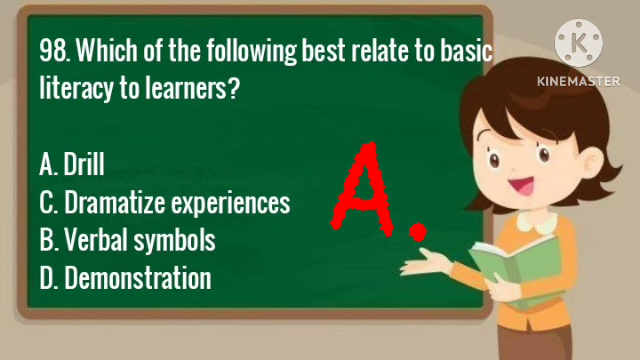 98. Which of the following best relate to basic
literacy to learners?
A. Drill
C. Dramatize experiences
B. Verbal symbols
D. Demonstration
A.
K
KINEMASTER